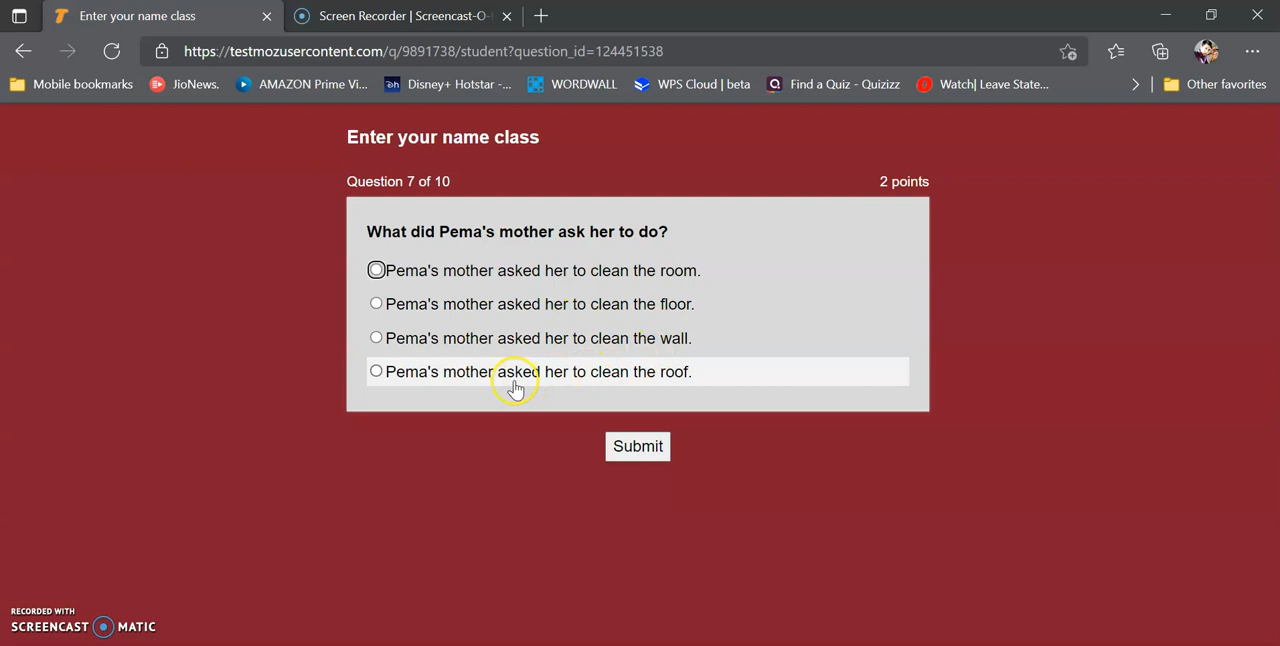 Enter your name class
Screen Recorder | Screencast-O-
https://testmozusercontent.com/q/9891738/student?question_id=124451538
Mobile bookmarks
JioNews.
AMAZON Prime Vi...
Disney+ Hotstar -...
WORDWALL
WPS Cloud | beta
Find a Quiz - Quizizz
Watch| Leave State...
Other favorites
Enter your name class
Question 7 of 10
2 points
What did Pema's mother ask her to do?
Pema's mother asked her to clean the room.
Pema's mother asked her to clean the floor.
Pema's mother asked her to clean the wall.
Pema's mother asked her to clean the roof.
Submit
RECORDED WITH
SCREENCAST MATIC